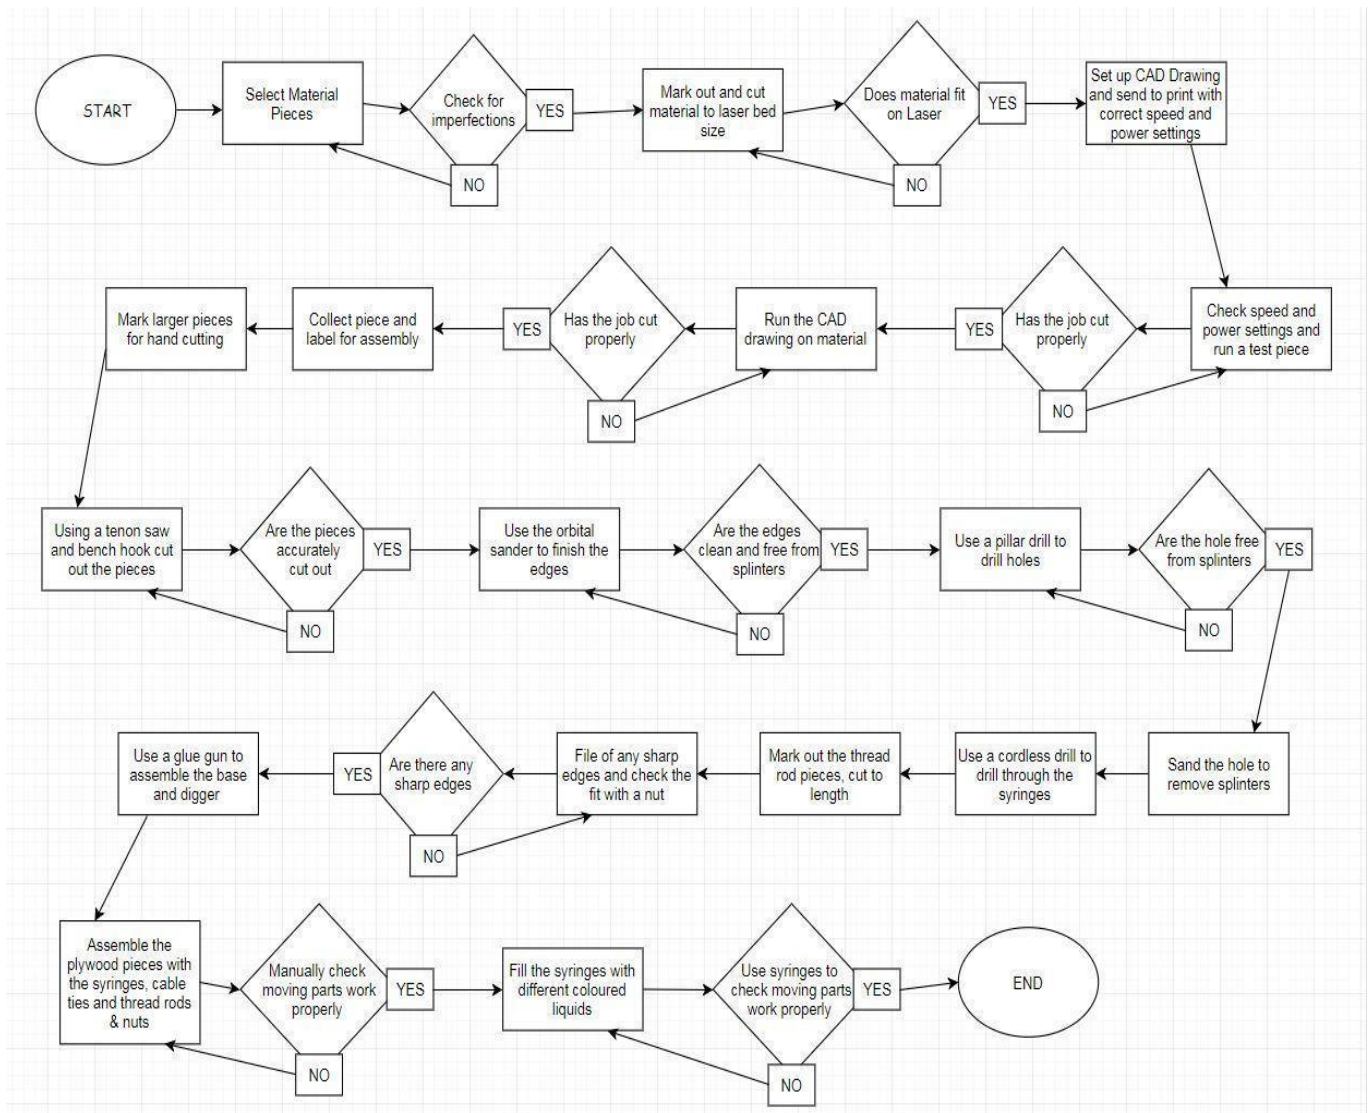 START
Select Material
Pieces
Check for
imperfections
YES
NO
Mark out and cut
material to laser bed
size
Does material fit
on Laser
YES
NO
Set up CAD Drawing
and send to print with
correct speed and
power settings
Check speed and
power settings and
run a test piece
Has the job cut
properly
YES
NO
Run the CAD
drawing on material
Has the job cut
properly
YES
NO
Collect piece and
label for assembly
Mark larger pieces
for hand cutting
Using a tenon saw
and bench hook cut
out the pieces
Are the pieces
accurately
cut out
YES
NO
Use the orbital
sander to finish the
edges
Are the edges
clean and free from
splinters
YES
NO
Use a pillar drill to
drill holes
Are the hole free
from splinters
YES
NO
Sand the hole to
remove splinters
Use a cordless drill to
drill through the
syringes
Mark out the thread
rod pieces, cut to
length
File of any sharp
edges and check the
fit with a nut
Are there any
sharp edges
YES
NO
Use a glue gun to
assemble the base
and digger
Assemble the
plywood pieces with
the syringes, cable
ties and thread rods
& nuts
Manually check
moving parts work
properly
YES
NO
Fill the syringes with
different coloured
liquids
Use syringes to
check moving parts
work properly
YES
NO
END